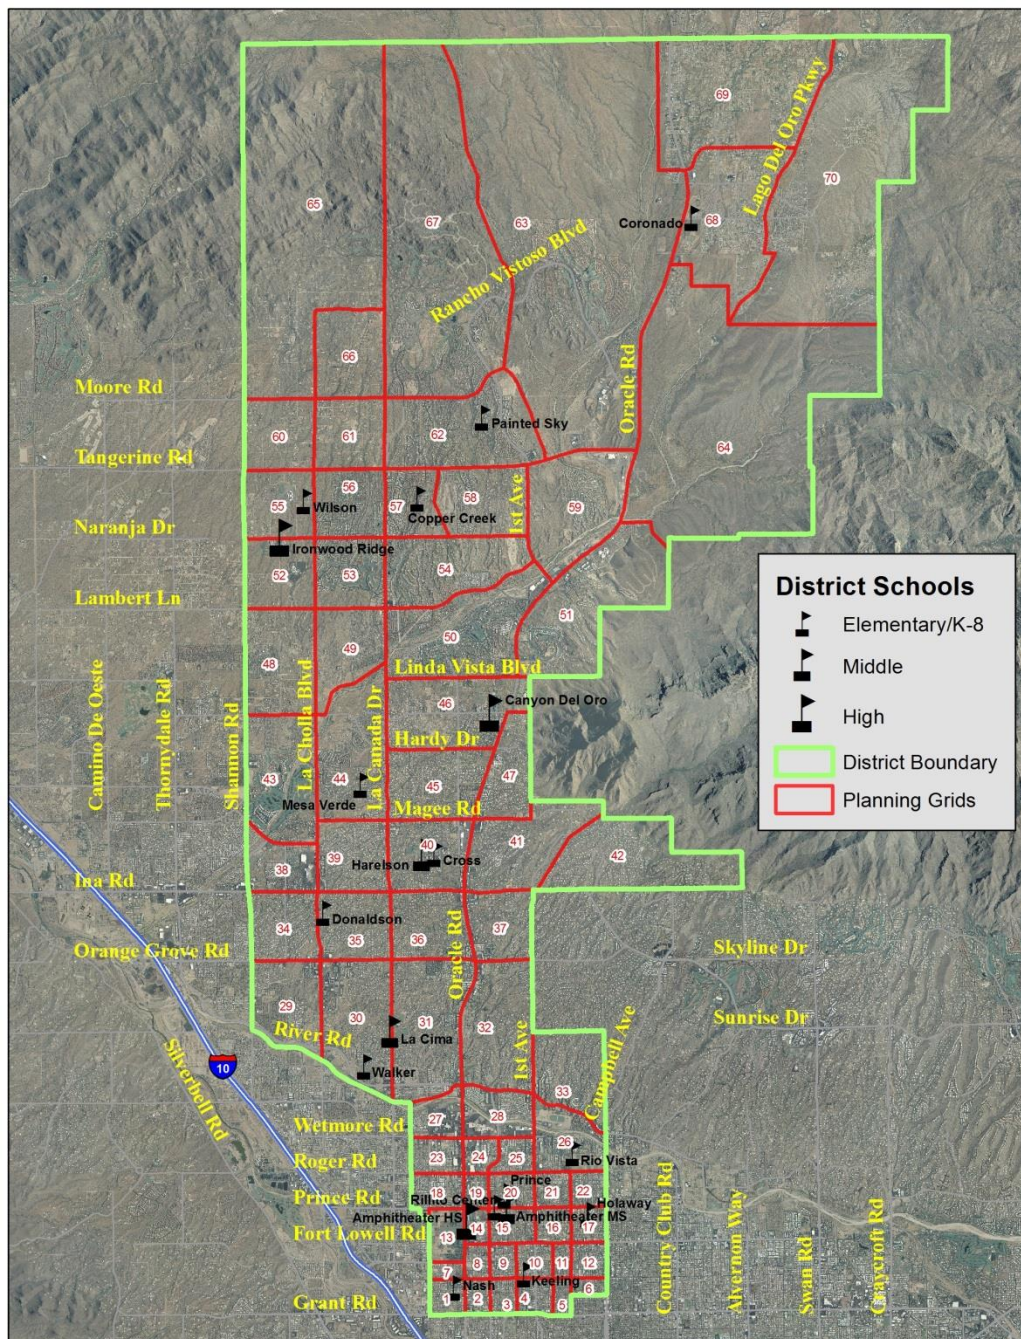 69
Lago Del Oro Pkwy
70
65
67
63
Coronado
68
Rancho Vistoso Blvd
Oracle Rd
66
Moore Rd
62
Painted Sky
60
61
64
Tangerine Rd
56
55
Wilson
57
58
1st Ave
59
Copper Creek
Naranja Dr
Ironwood Ridge
52
53
54
Lambert Ln
51
50
49
48
Linda Vista Blvd
Camino De Oeste
Thornydale Rd
Shannon Rd
La Cholla Blvd
La Canada Dr
46
Canyon Del Oro
Hardy Dr
43
44
45
47
Mesa Verde
Magee Rd
38
39
40
41
42
Harelson
Cross
Ina Rd
34
Donaldson
35
36
37
Oracle Rd
Orange Grove Rd
Skyline Dr
29
30
31
32
River Rd
La Cima
1st Ave
Sunrise Dr
Campbell Ave
Walker
10
Silverbell Rd
33
Wetmore Rd
27
28
26
Roger Rd
23
24
25
Rio Vista
Prince
Prince Rd
18
19
20
21
22
Rillito Center
Holaway
Amphitheater HS
Amphitheater MS
Fort Lowell Rd
13
14
15
16
17
7
8
9
10
11
12
Nash
Keeling
Grant Rd
1
2
3
4
5
6
Country Club Rd
Alvernon Way
Swan Rd
Craycroft Rd
District Schools
Elementary/K-8
Middle
High
District Boundary
Planning Grids